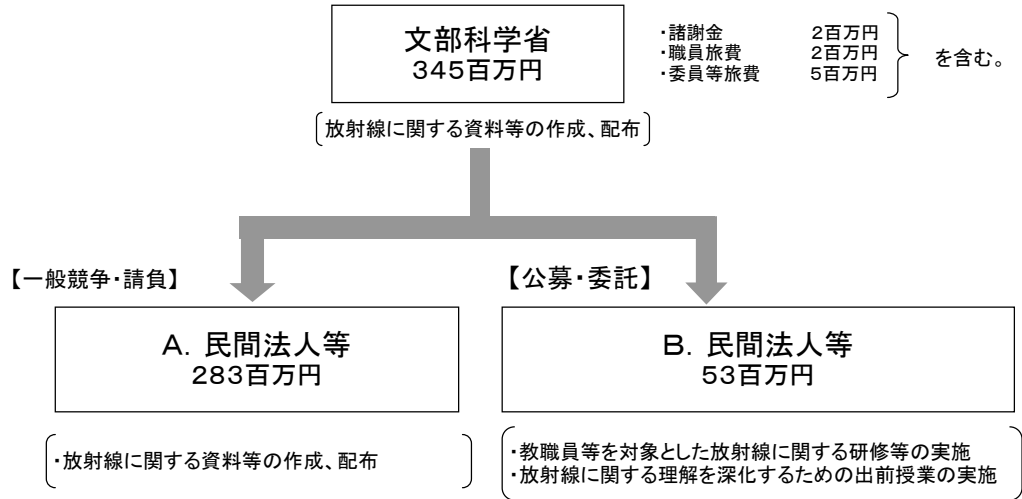 文部科学省
345百万円
・諸謝金 2百万円
・職員旅費 2百万円
・委員等旅費 5百万円
を含む。
放射線に関する資料等の作成、配布
【一般競争・請負】
【公募・委託】
A. 民間法人等
283百万円
B. 民間法人等
53百万円
・放射線に関する資料等の作成、配布
・教職員等を対象とした放射線に関する研修等の実施
・放射線に関する理解を深化するための出前授業の実施